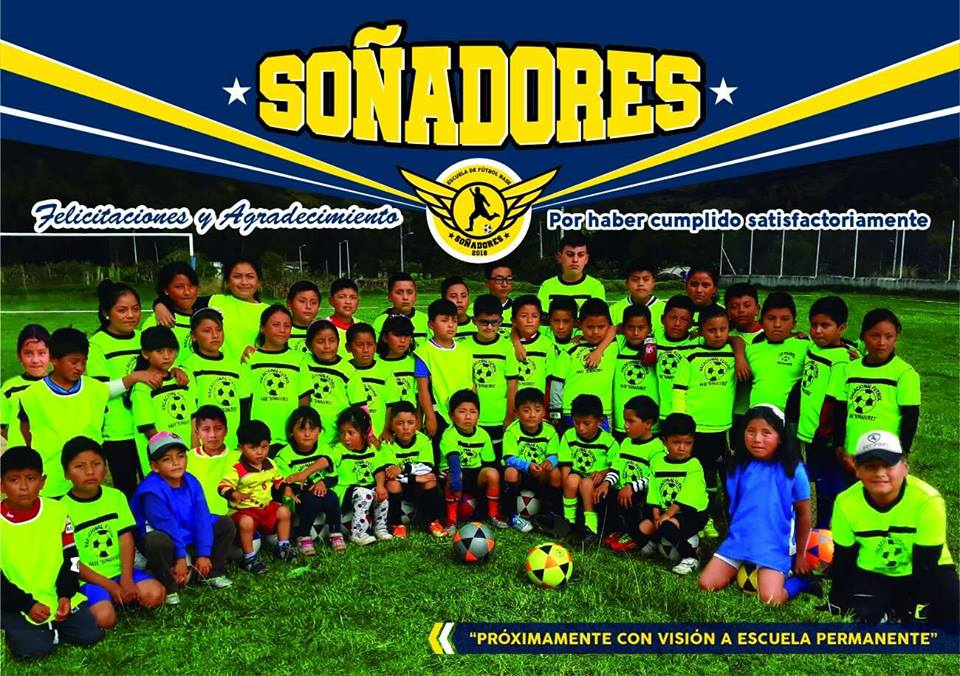 SOÑADORES
ESCUELA DE FÚTBOL BASE
SOÑADORES
2018
Felicitaciones y Agradecimiento
Por haber cumplido satisfactoriamente
"PRÓXIMAMENTE CON VISIÓN A ESCUELA PERMANENTE"